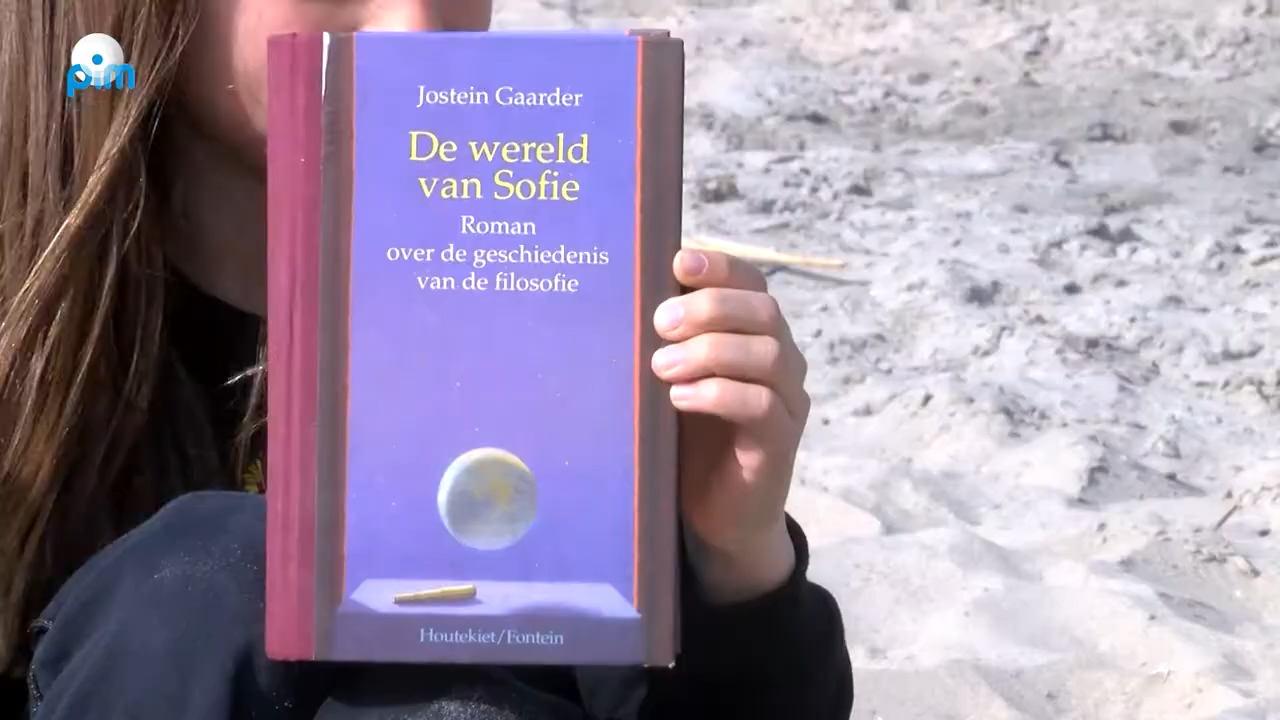 pim
Jostein Gaarder
De wereld
van Sofie
Roman
over de geschiedenis
van de filosofie
Houtekiet/Fontein